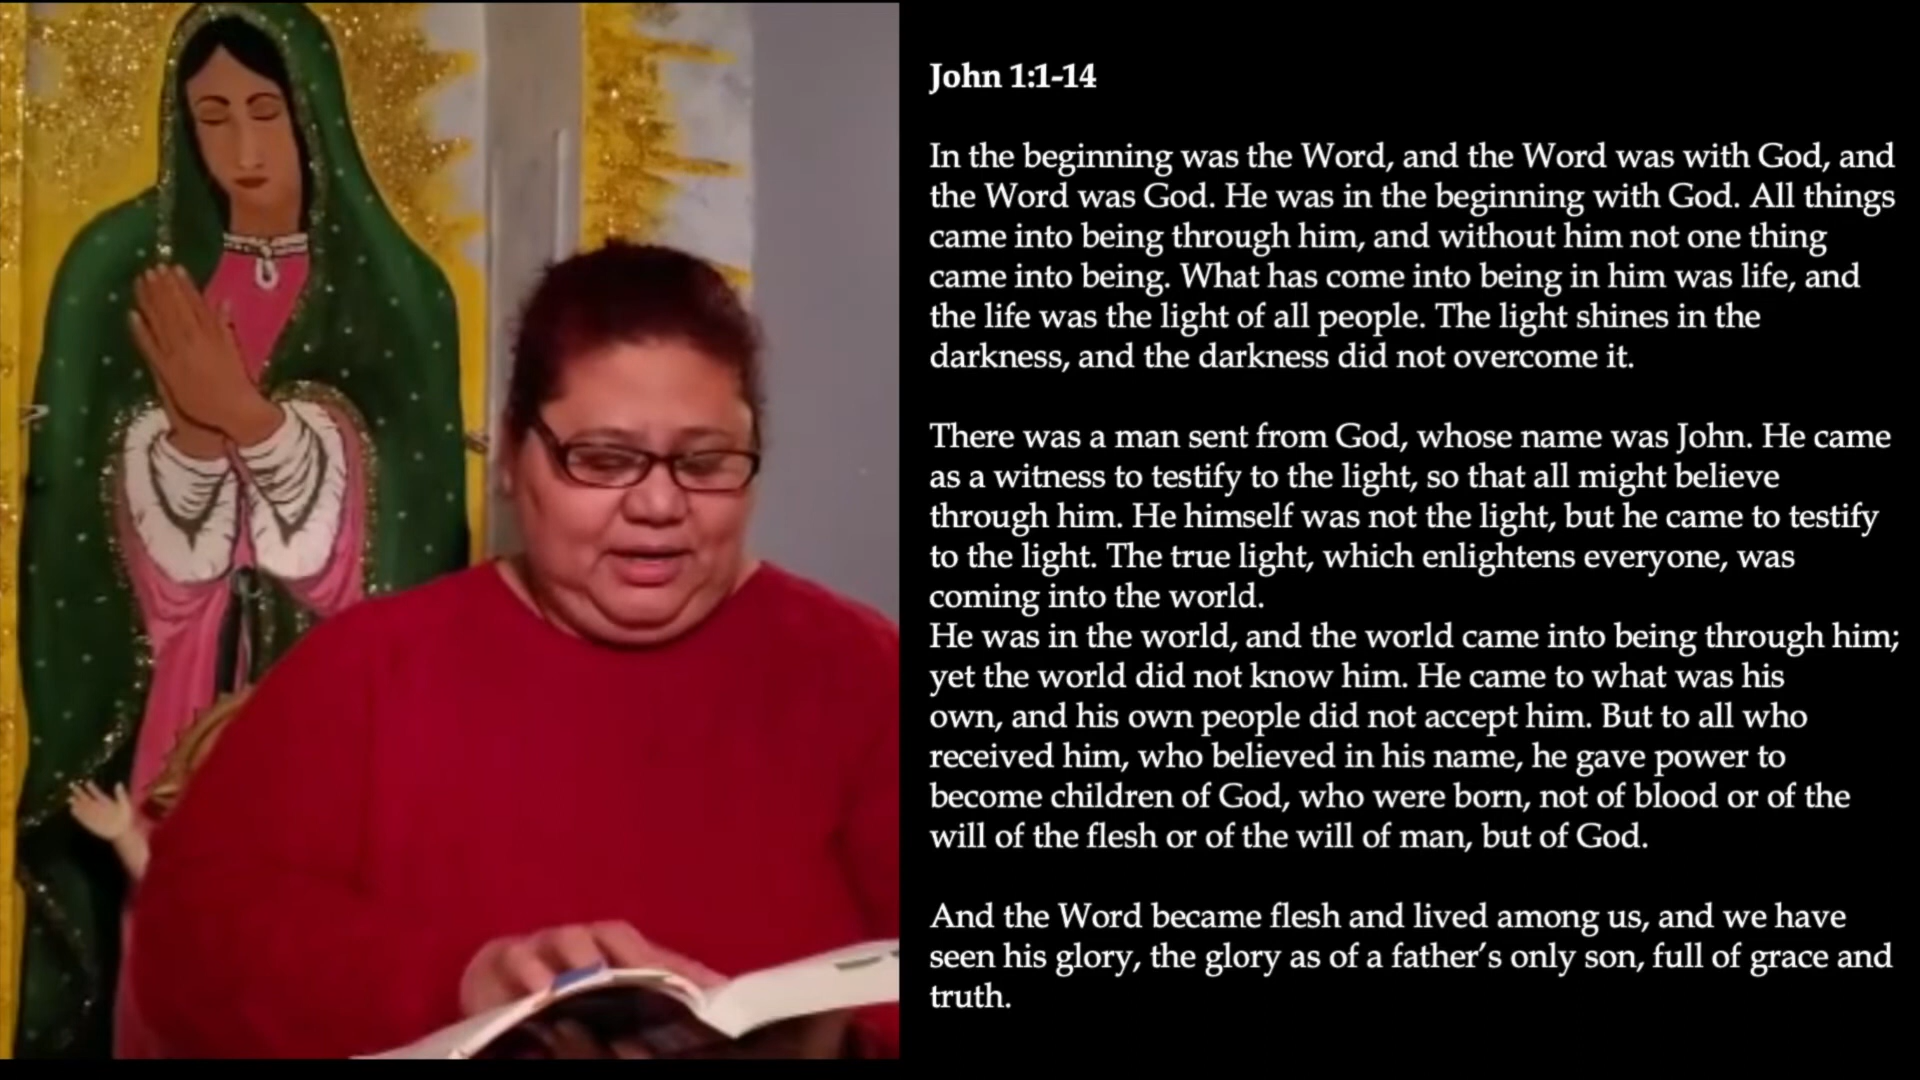 John 1:1-14
In the beginning was the Word, and the Word was with God, and
the Word was God. He was in the beginning with God. All things
came into being through him, and without him not one thing
came into being. What has come into being in him was life, and
the life was the light of all people. The light shines in the
darkness, and the darkness did not overcome it.
There was a man sent from God, whose name was John. He came
as a witness to testify to the light, so that all might believe
through him. He himself was not the light, but he came to testify
to the light. The true light, which enlightens everyone, was
coming into the world.
He was in the world, and the world came into being through him;
yet the world did not know him. He came to what was his
own, and his own people did not accept him. But to all who
received him, who believed in his name, he gave power to
become children of God, who were born, not of blood or of the
will of the flesh or of the will of man, but of God.
And the Word became flesh and lived among us, and we have
seen his glory, the glory as of a father’s only son, full of grace and
truth.